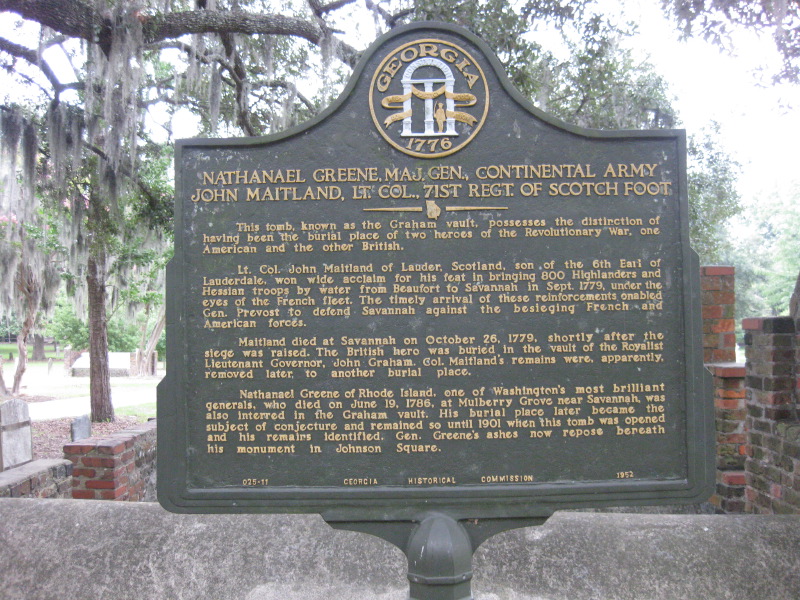 GEORGIA
1776
NATHANAEL GREENE, MAJ. GEN., CONTINENTAL ARMY
JOHN MAITLAND, LT. COL., 71ST REGT. OF SCOTCH FOOT
This tomb, known as the Graham vault, possesses the distinction of
having been the burial place of two heroes of the Revolutionary War, one
American and the other British.
Lt. Col. John Maitland of Lauder, Scotland, son of the 6th Earl of
Lauderdale, won wide acclaim for his feat in bringing 800 Highlanders and
Hessian troops by water from Beaufort to Savannah in Sept. 1779, under the
eyes of the French fleet. The timely arrival of these reinforcements enabled
Gen. Prevost to defend Savannah against the besieging French and
American forces.
Maitland died at Savannah on October 26, 1779, shortly after the
siege was raised. The British hero was buried in the vault of the Royalist
Lieutenant Governor, John Graham. Col. Maitland's remains were, apparently,
removed later, to another burial place.
Nathanael Greene of Rhode Island, one of Washington's most brilliant
generals, who died on June 19, 1786, at Mulberry Grove near Savannah, was
also interred in the Graham vault. His burial place later became the
subject of conjecture and remained so until 1901 when this tomb was opened
and his remains identified. Gen. Greene's ashes now repose beneath
his monument in Johnson Square.
025-11 GEORGIA HISTORICAL COMMISSION 1952